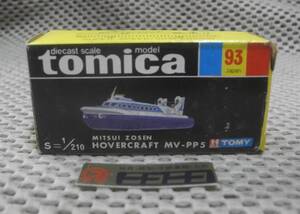 diecast scale model
tomica
93
Japan
MITSUI ZOSEN
S=1/210 HOVERCRAFT MV-PP5
TOMY